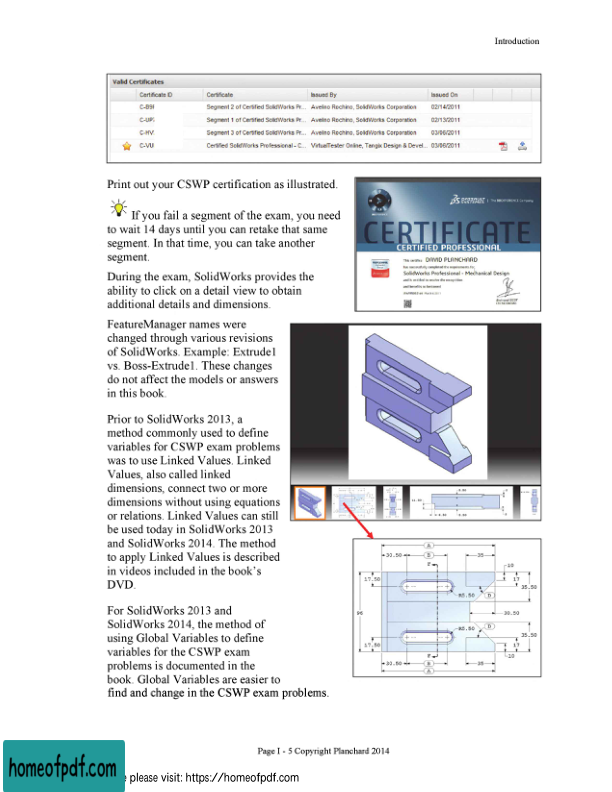 Introduction
Valid Certificates
Certificate ID Certificate Issued By Issued On
C-B9F Segment 2 of Certified SolidWorks Pr... Avelino Rochino, SolidWorks Corporation 02/14/2011
C-UP Segment 1 of Certified SolidWorks Pr... Avelino Rochino, SolidWorks Corporation 02/13/2011
C-HV Segment 3 of Certified SolidWorks Pr... Avelino Rochino, SolidWorks Corporation 03/06/2011
C-VU Certified SolidWorks Professional - C... VirtualTester Online, Tangix Design & Devel... 03/06/2011
Print out your CSWP certification as illustrated.
If you fail a segment of the exam, you need
to wait 14 days until you can retake that same
segment. In that time, you can take another
segment.
During the exam, SolidWorks provides the
ability to click on a detail view to obtain
additional details and dimensions.
CERTIFICATE
CERTIFIED PROFESSIONAL
This certifies DAVID PLANCHARD
has successfully completed the requirements for
SolidWorks Professional - Mechanical Design
FeatureManager names were
changed through various revisions
of SolidWorks. Example: Extrude1
vs. Boss-Extrude1. These changes
do not affect the models or answers
in this book.
Prior to SolidWorks 2013, a
method commonly used to define
variables for CSWP exam problems
was to use Linked Values. Linked
Values, also called linked
dimensions, connect two or more
dimensions without using equations
or relations. Linked Values can still
be used today in SolidWorks 2013
and SolidWorks 2014. The method
to apply Linked Values is described
in videos included in the book's
DVD.
For SolidWorks 2013 and
SolidWorks 2014, the method of
using Global Variables to define
variables for the CSWP exam
problems is documented in the
book. Global Variables are easier to
find and change in the CSWP exam problems.
A
30.50 B 35
F
10
17.50 17
35.50
R5.50 D
96 30.50
R5.50 D
35.50
17.50 17
F 10
30.50 B 35
A
Page I - 5 Copyright Planchard 2014
homeofpdf.com
please visit: https://homeofpdf.com